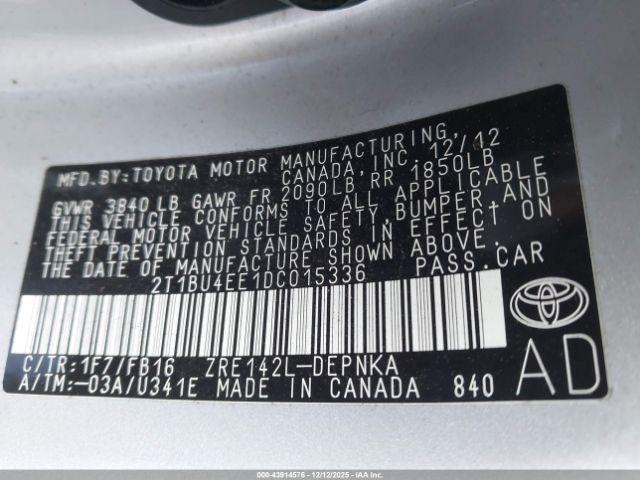 MFD.BY:TOYOTA MOTOR MANUFACTURING,
CANADA,INC. 12/12
GVWR 3840 LB GAWR FR 2090LB RR 1850LB
THIS VEHICLE CONFORMS TO ALL APPLICABLE
FEDERAL MOTOR VEHICLE SAFETY,BUMPER,AND
THEFT PREVENTION STANDARDS IN EFFECT ON
THE DATE OF MANUFACTURE SHOWN ABOVE.
2T1BU4EE1DC015336 PASS.CAR
C/TR:1F7/FB16 ZRE142L-DEPNKA
A/TM:-03A/U341E MADE IN CANADA 840
AD
000-43914576 - 12/12/2025 - IAA Inc.